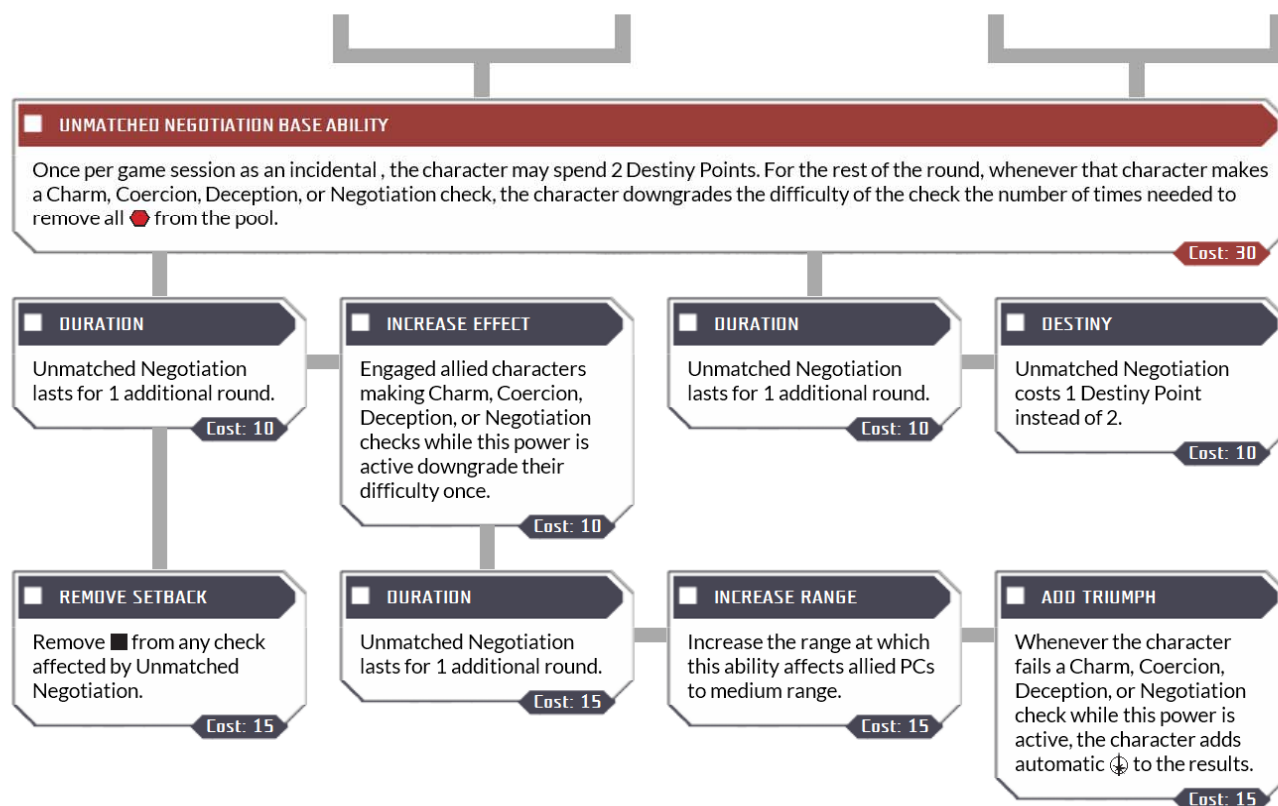 UNMATCHED NEGOTIATION BASE ABILITY
Once per game session as an incidental , the character may spend 2 Destiny Points. For the rest of the round, whenever that character makes
a Charm, Coercion, Deception, or Negotiation check, the character downgrades the difficulty of the check the number of times needed to
remove all from the pool.
Cost: 30
DURATION
Unmatched Negotiation
lasts for 1 additional round.
Cost: 10
INCREASE EFFECT
Engaged allied characters
making Charm, Coercion,
Deception, or Negotiation
checks while this power is
active downgrade their
difficulty once.
Cost: 10
DURATION
Unmatched Negotiation
lasts for 1 additional round.
Cost: 10
DESTINY
Unmatched Negotiation
costs 1 Destiny Point
instead of 2.
Cost: 10
REMOVE SETBACK
Remove ■ from any check
affected by Unmatched
Negotiation.
Cost: 15
DURATION
Unmatched Negotiation
lasts for 1 additional round.
Cost: 15
INCREASE RANGE
Increase the range at which
this ability affects allied PCs
to medium range.
Cost: 15
ADD TRIUMPH
Whenever the character
fails a Charm, Coercion,
Deception, or Negotiation
check while this power is
active, the character adds
automatic to the results.
Cost: 15